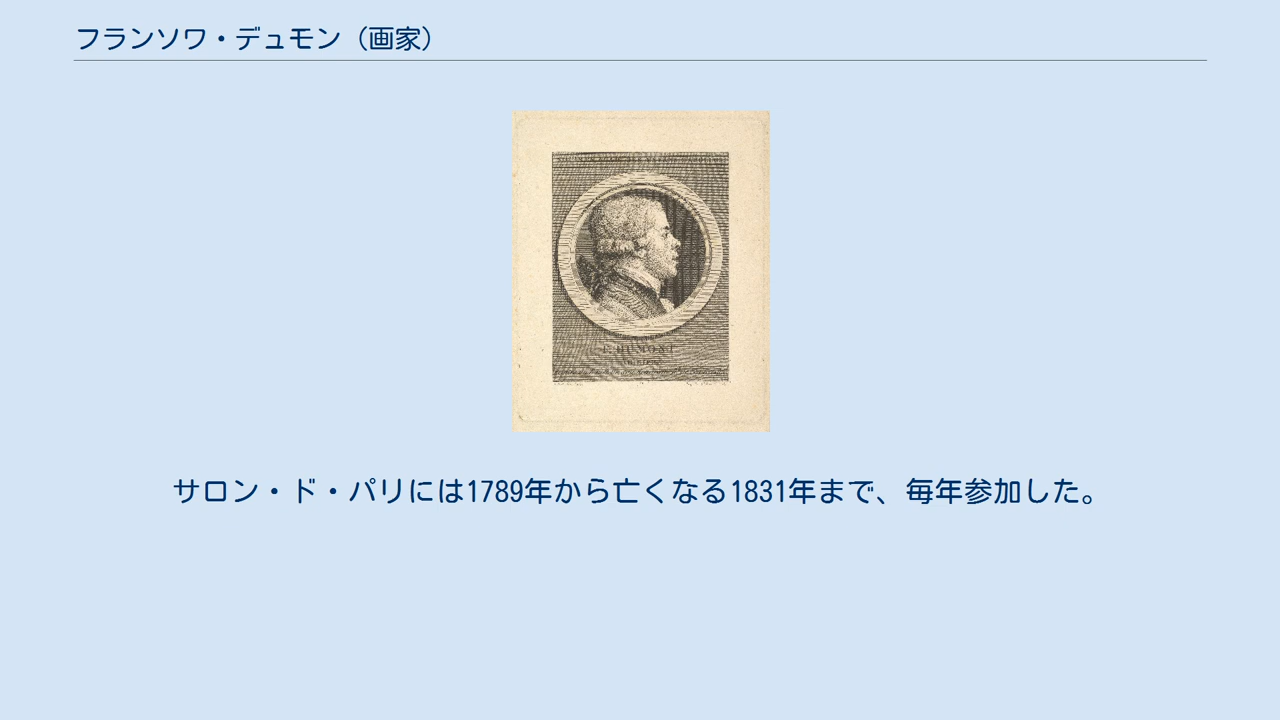 フランソワ・デュモン（画家）
F. DUMONT
サロン・ド・パリには1789年から亡くなる1831年まで、毎年参加した。